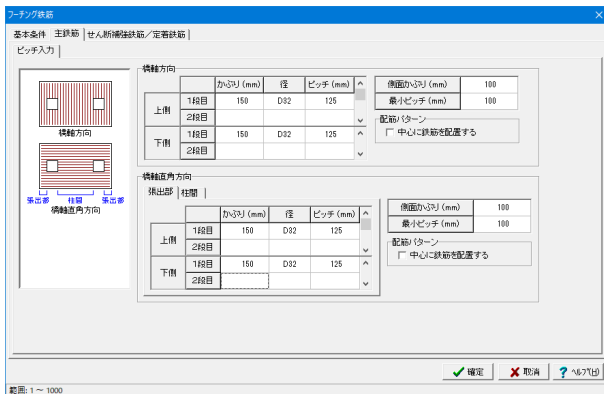 フーチング鉄筋
基本条件 主鉄筋 せん断補強鉄筋／定着鉄筋
ピッチ入力
橋軸方向
橋軸直角方向
張出部 柱間 張出部
橋軸方向
かぶり (mm) 径 ピッチ (mm)
上側 1段目 150 D32 125
2段目
下側 1段目 150 D32 125
2段目
側面かぶり (mm) 100
最小ピッチ (mm) 100
配筋パターン
中心に鉄筋を配置する
橋軸直角方向
張出部 柱間
かぶり (mm) 径 ピッチ (mm)
上側 1段目 150 D32 125
2段目
下側 1段目 150 D32 125
2段目
側面かぶり (mm) 100
最小ピッチ (mm) 100
配筋パターン
中心に鉄筋を配置する
確定 取消 ? ヘルプ(H)
範囲: 1 ～ 1000